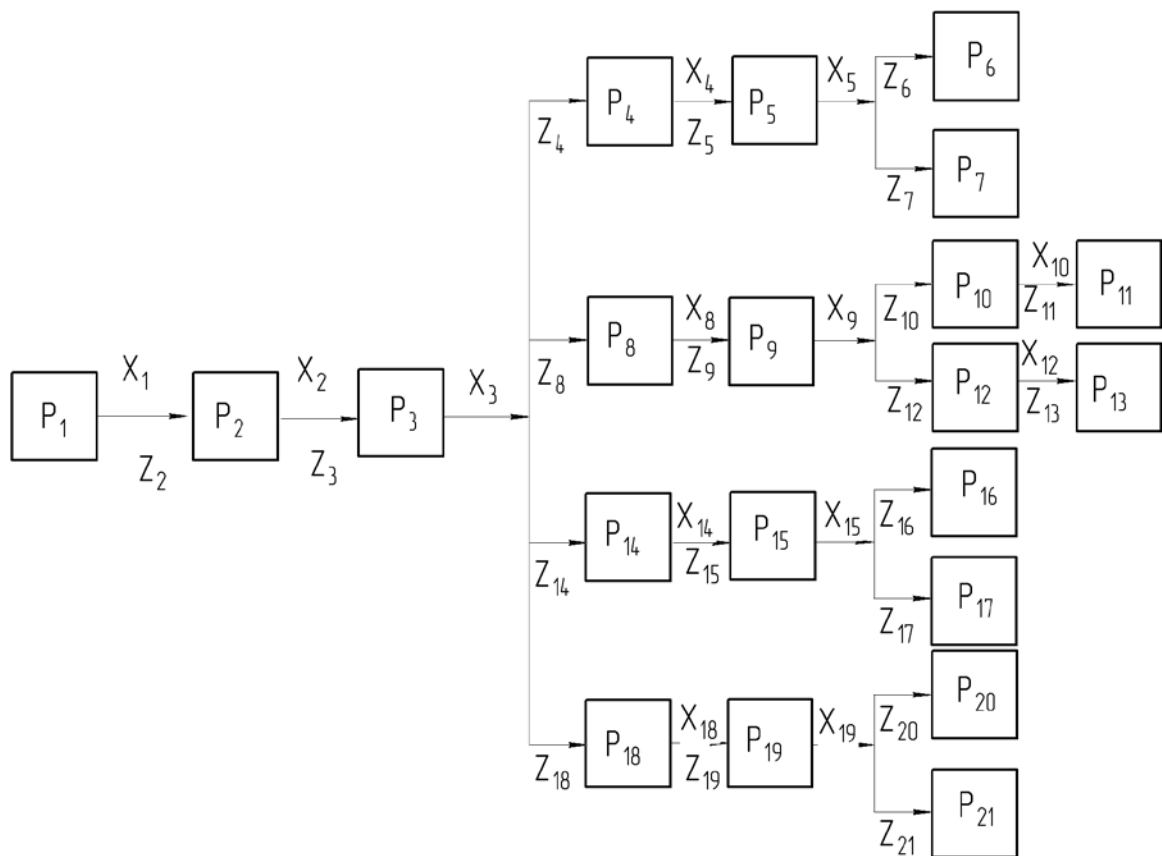 P₆
X₄ X₅ Z₆
P₄ P₅
Z₄ Z₅
P₇
Z₇
X₁₀
P₁₀ P₁₁
X₈ X₉ Z₁₀ Z₁₁
P₈ P₉
Z₈ Z₉ X₁₂
X₁ X₂ X₃ P₁₂ P₁₃
Z₁₂ Z₁₃
P₁ P₂ P₃
Z₂ Z₃
P₁₆
X₁₄ X₁₅ Z₁₆
P₁₄ P₁₅
Z₁₄ Z₁₅
P₁₇
Z₁₇
P₂₀
X₁₈ X₁₉ Z₂₀
P₁₈ P₁₉
Z₁₈ Z₁₉
P₂₁
Z₂₁